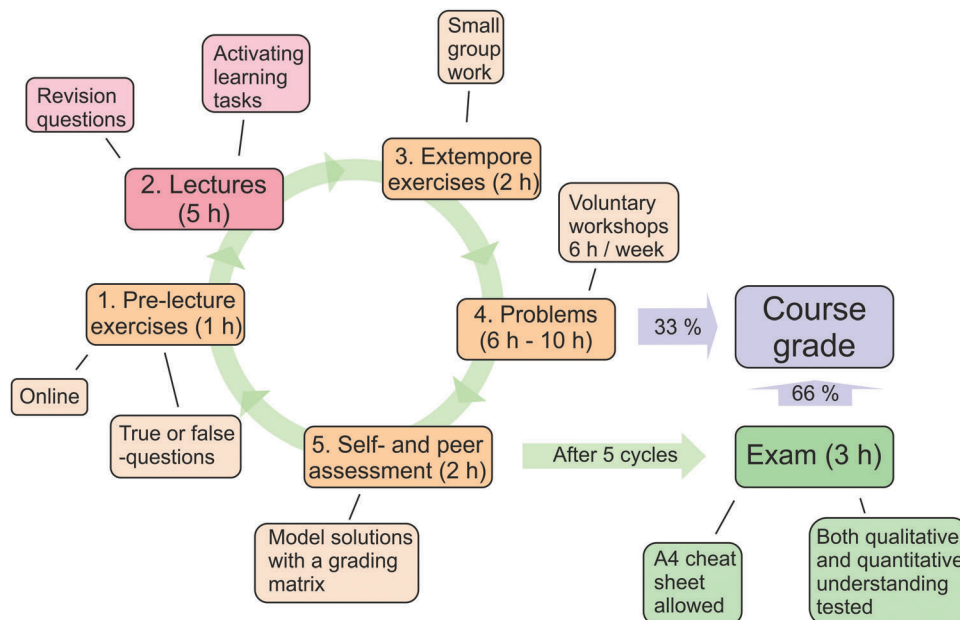 Small
group
work
Activating
learning
tasks
Revision
questions
3. Extempore
exercises (2 h)
2. Lectures
(5 h)
Voluntary
workshops
6 h / week
1. Pre-lecture
exercises (1 h)
4. Problems
(6 h - 10 h)
33 %
Course
grade
66 %
Online
True or false
-questions
5. Self- and peer
assessment (2 h)
After 5 cycles
Exam (3 h)
Model solutions
with a grading
matrix
A4 cheat
sheet
allowed
Both qualitative
and quantitative
understanding
tested